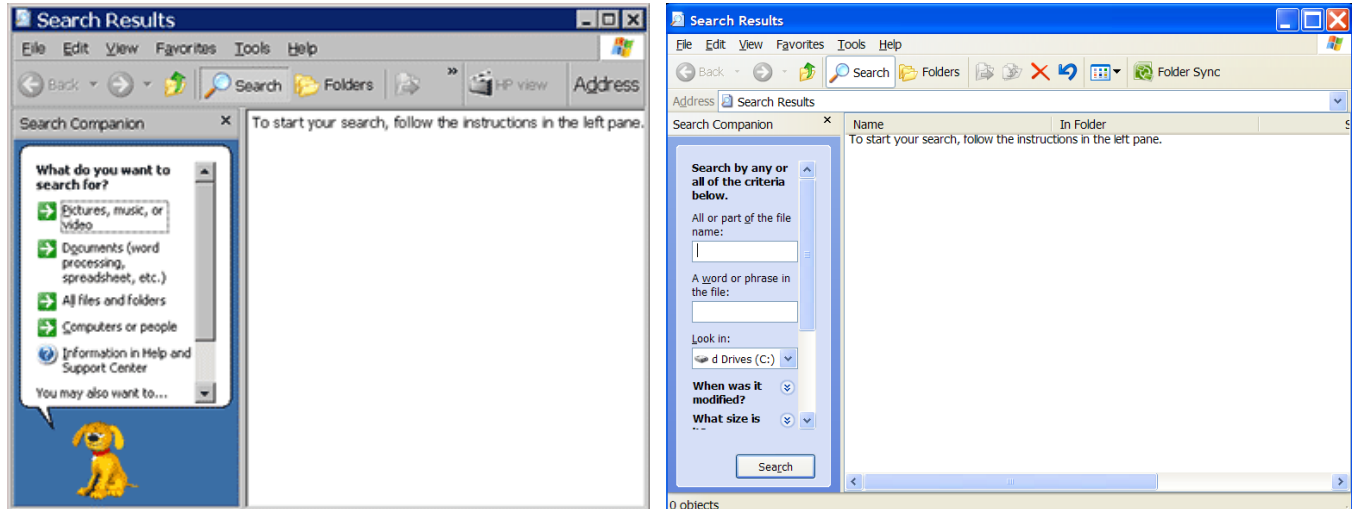 Search Results
File Edit View Favorites Tools Help
Back Search Folders » HP view Address
Search Companion ×
To start your search, follow the instructions in the left pane.
What do you want to
search for?
Pictures, music, or
video
Documents (word
processing,
spreadsheet, etc.)
All files and folders
Computers or people
Information in Help and
Support Center
You may also want to...
Search Results
File Edit View Favorites Tools Help
Back Search Folders Folder Sync
Address Search Results
Search Companion ×
Name In Folder S
To start your search, follow the instructions in the left pane.
Search by any or
all of the criteria
below.
All or part of the file
name:
A word or phrase in
the file:
Look in:
d Drives (C:)
When was it
modified?
What size is
Search
0 objects